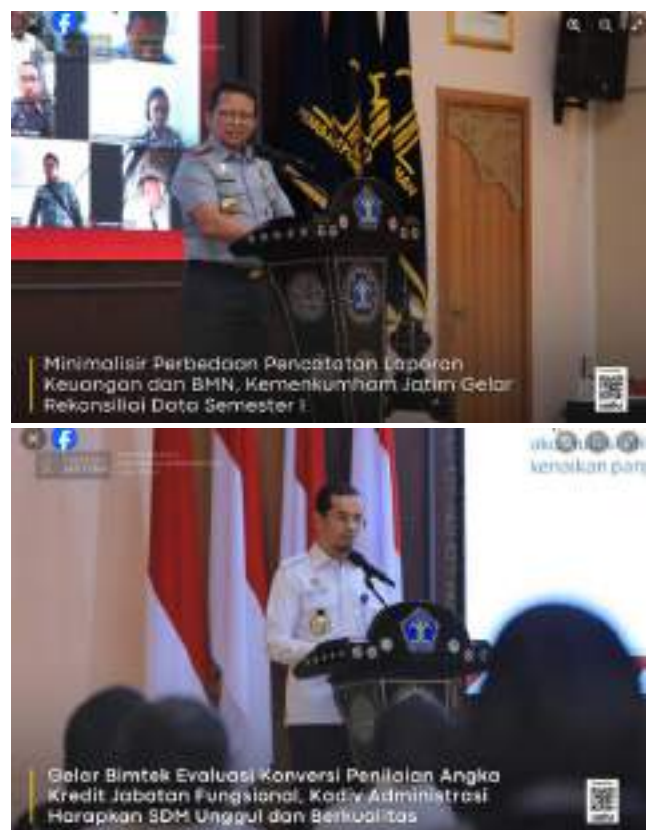 Minimalisir Perbedaan Pencatatan Laporan
Keuangan dan BMN, Kemenkumham Jatim Gelar
Rekonsiliai Data Semester I
kenaikan
Gelar Bimtek Evaluasi Konversi Penilaian Angka
Kredit Jabatan Fungsional, Kadiv Administrasi
Harapkan SDM Unggul dan Berkualitas